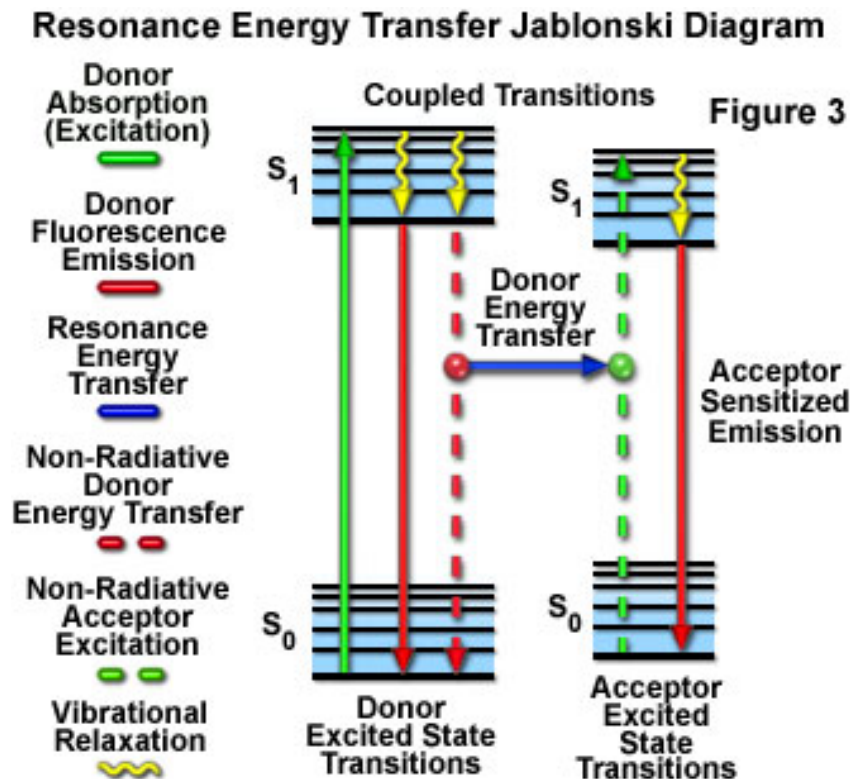 Resonance Energy Transfer Jablonski Diagram
Donor
Absorption
(Excitation)
Donor
Fluorescence
Emission
Resonance
Energy
Transfer
Non-Radiative
Donor
Energy Transfer
Non-Radiative
Acceptor
Excitation
Vibrational
Relaxation
Coupled Transitions
Figure 3
S1
S1
Donor
Energy
Transfer
Acceptor
Sensitized
Emission
S0
S0
Donor
Excited State
Transitions
Acceptor
Excited
State
Transitions